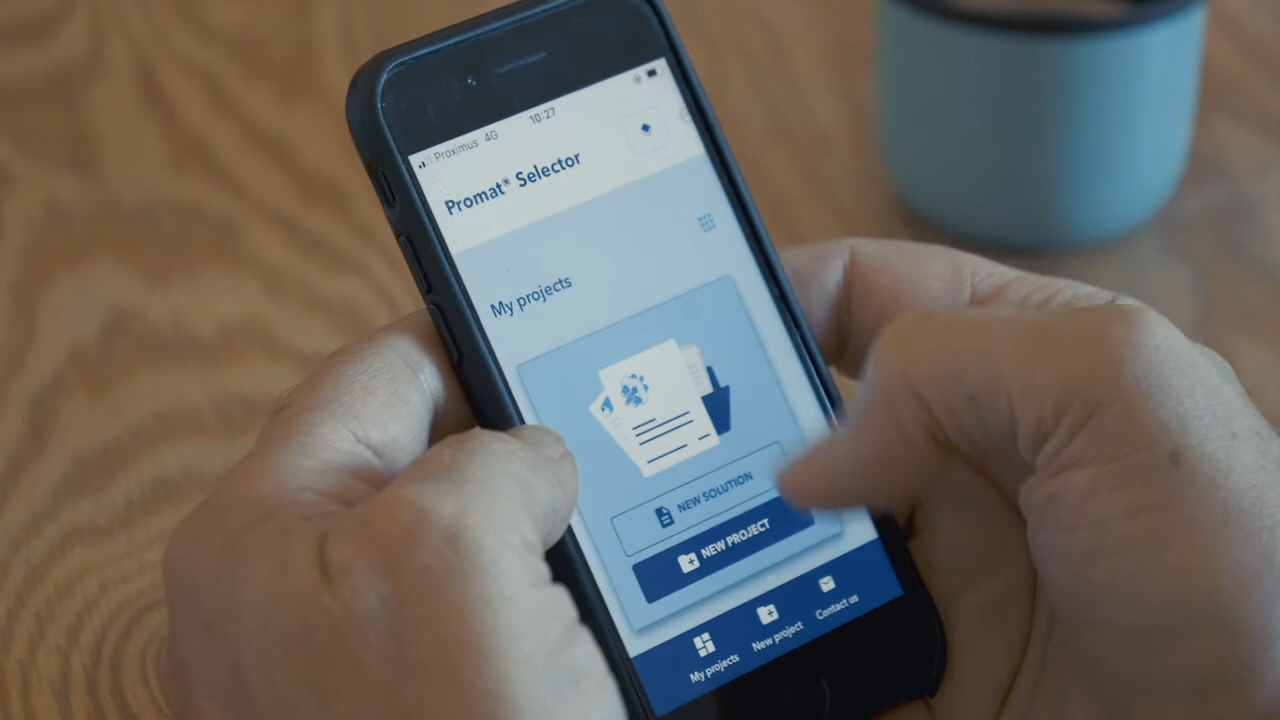 Proximus 4G 10:27
Promat® Selector
My projects
NEW SOLUTION
NEW PROJECT
My projects
New project
Contact us